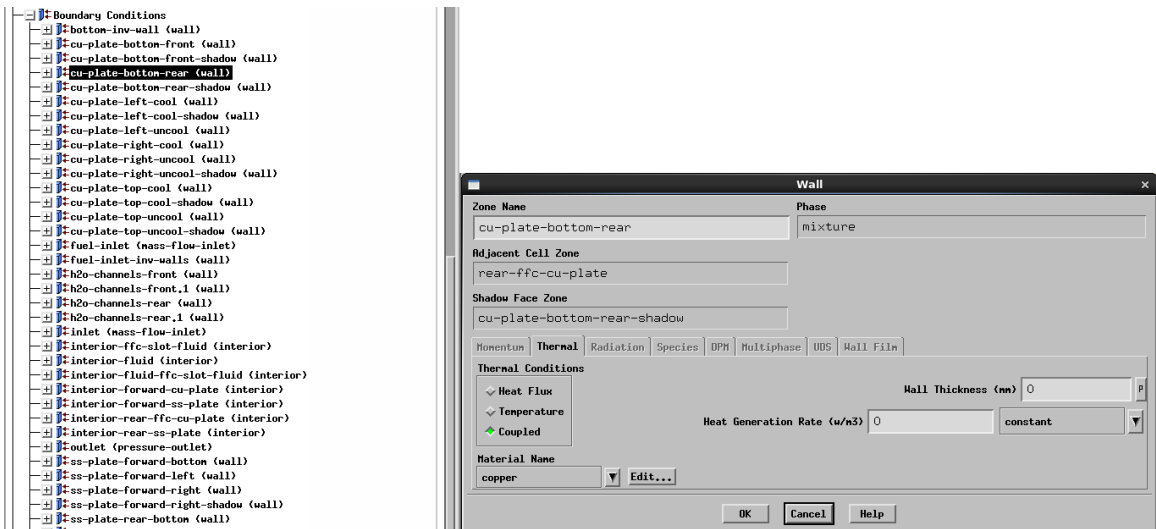 Boundary Conditions
bottom-inv-wall (wall)
cu-plate-bottom-front (wall)
cu-plate-bottom-front-shadow (wall)
cu-plate-bottom-rear (wall)
cu-plate-bottom-rear-shadow (wall)
cu-plate-left-cool (wall)
cu-plate-left-cool-shadow (wall)
cu-plate-left-uncool (wall)
cu-plate-right-cool (wall)
cu-plate-right-uncool (wall)
cu-plate-right-uncool-shadow (wall)
cu-plate-top-cool (wall)
cu-plate-top-cool-shadow (wall)
cu-plate-top-uncool (wall)
cu-plate-top-uncool-shadow (wall)
fuel-inlet (mass-flow-inlet)
fuel-inlet-inv-walls (wall)
h2o-channels-front (wall)
h2o-channels-front.1 (wall)
h2o-channels-rear (wall)
h2o-channels-rear.1 (wall)
inlet (mass-flow-inlet)
interior-ffc-slot-fluid (interior)
interior-fluid (interior)
interior-fluid-ffc-slot-fluid (interior)
interior-forward-cu-plate (interior)
interior-forward-ss-plate (interior)
interior-rear-ffc-cu-plate (interior)
interior-rear-ss-plate (interior)
outlet (pressure-outlet)
ss-plate-forward-bottom (wall)
ss-plate-forward-left (wall)
ss-plate-forward-right (wall)
ss-plate-forward-right-shadow (wall)
ss-plate-rear-bottom (wall)
Wall
×
Zone Name
Phase
cu-plate-bottom-rear
mixture
Adjacent Cell Zone
rear-ffc-cu-plate
Shadow Face Zone
cu-plate-bottom-rear-shadow
Momentum Thermal Radiation Species DPM Multiphase UDS Wall Film
Thermal Conditions
Heat Flux
Temperature
Coupled
Wall Thickness (mm) 0 P
Heat Generation Rate (w/m3) 0 constant
Material Name
copper Edit...
OK Cancel Help